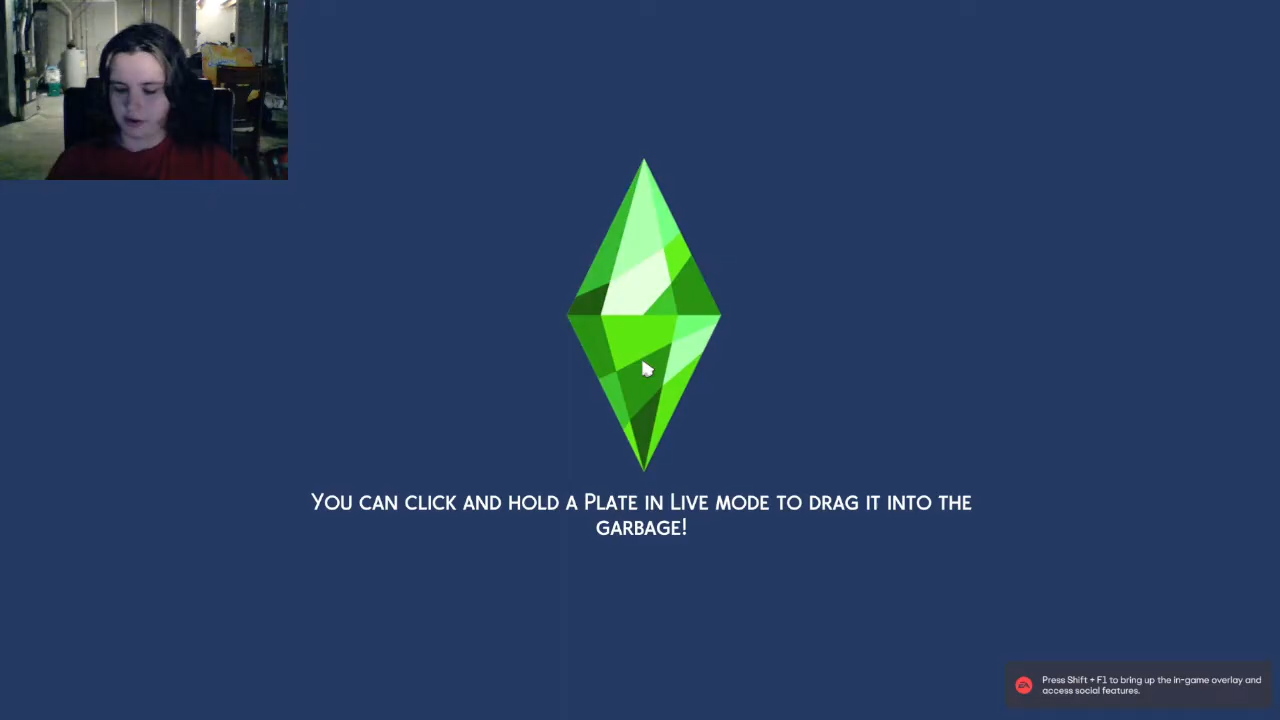 You can click and hold a Plate in Live mode to drag it into the
garbage!
EA
Press Shift + F1 to bring up the in-game overlay and
access social features.